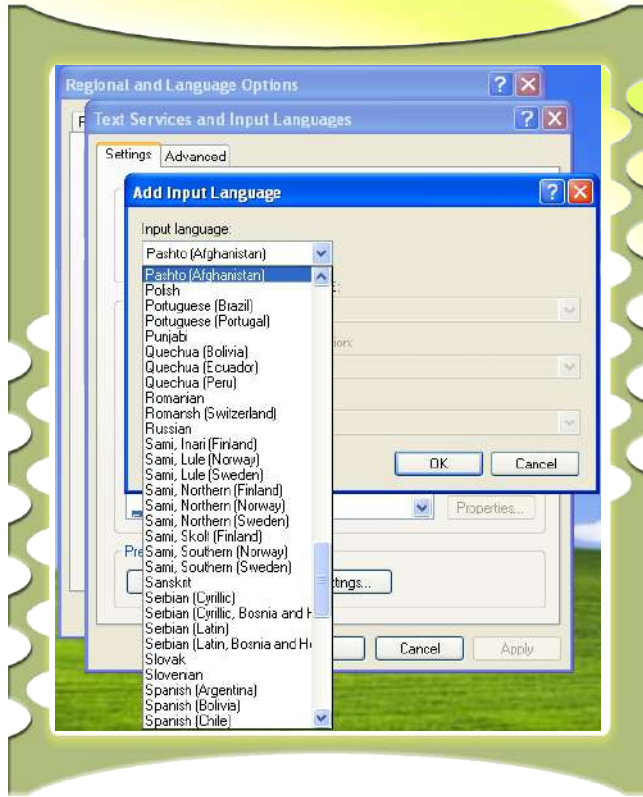 Regional and Language Options
Text Services and Input Languages
Settings Advanced
Add Input Language
Input language:
Pashto (Afghanistan)
Pashto (Afghanistan)
Polish
Portuguese (Brazil)
Portuguese (Portugal)
Punjabi
Quechua (Bolivia)
Quechua (Ecuador)
Quechua (Peru)
Romanian
Romansh (Switzerland)
Russian
Sami, Inari (Finland)
Sami, Lule (Norway)
Sami, Lule (Sweden)
Sami, Northern (Finland)
Sami, Northern (Norway)
Sami, Northern (Sweden)
Sami, Skolt (Finland)
Sami, Southern (Norway)
Sami, Southern (Sweden)
Sanskrit
Serbian (Cyrillic)
Serbian (Cyrillic, Bosnia and H
Serbian (Latin)
Serbian (Latin, Bosnia and H
Slovak
Slovenian
Spanish (Argentina)
Spanish (Bolivia)
Spanish (Chile)
OK Cancel
Properties...
Cancel Apply